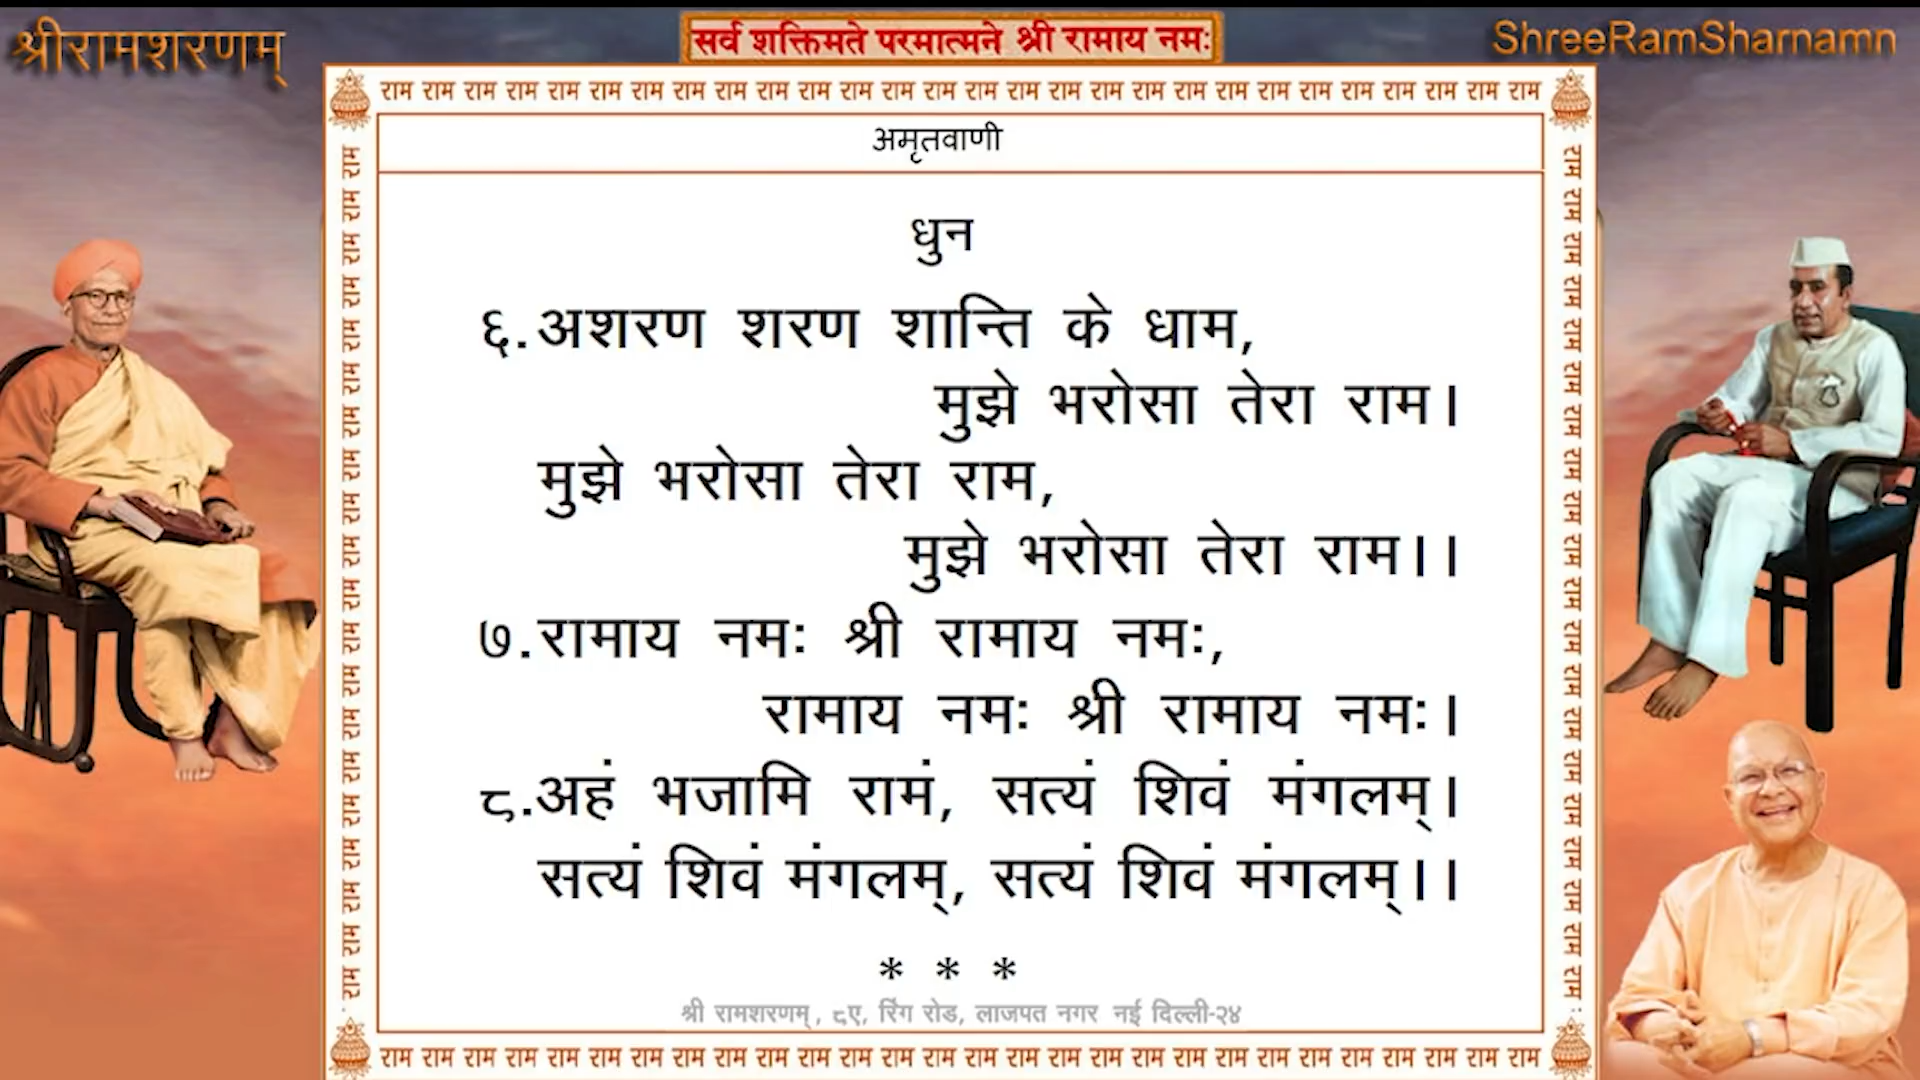 श्रीरामशरणम्
सर्व शक्तिमते परमात्मने श्री रामाय नमः
ShreeRamSharnamn
राम राम राम राम राम राम राम राम राम राम राम राम राम राम राम राम राम राम राम राम राम राम राम राम राम राम राम राम
अमृतवाणी
धुन
६.अशरण शरण शान्ति के धाम,
मुझे भरोसा तेरा राम।
मुझे भरोसा तेरा राम,
मुझे भरोसा तेरा राम।।
७.रामाय नमः श्री रामाय नमः,
रामाय नमः श्री रामाय नमः।
८.अहं भजामि रामं, सत्यं शिवं मंगलम्।
सत्यं शिवं मंगलम्, सत्यं शिवं मंगलम्।।
* * *
श्री रामशरणम्, ८ए, रिंग रोड, लाजपत नगर नई दिल्ली-२४
राम राम राम राम राम राम राम राम राम राम राम राम राम राम राम राम राम राम राम राम राम राम राम राम राम राम राम राम
राम राम राम राम राम राम राम राम राम राम राम राम राम राम राम राम राम राम राम राम
राम राम राम राम राम राम राम राम राम राम राम राम राम राम राम राम राम राम राम राम